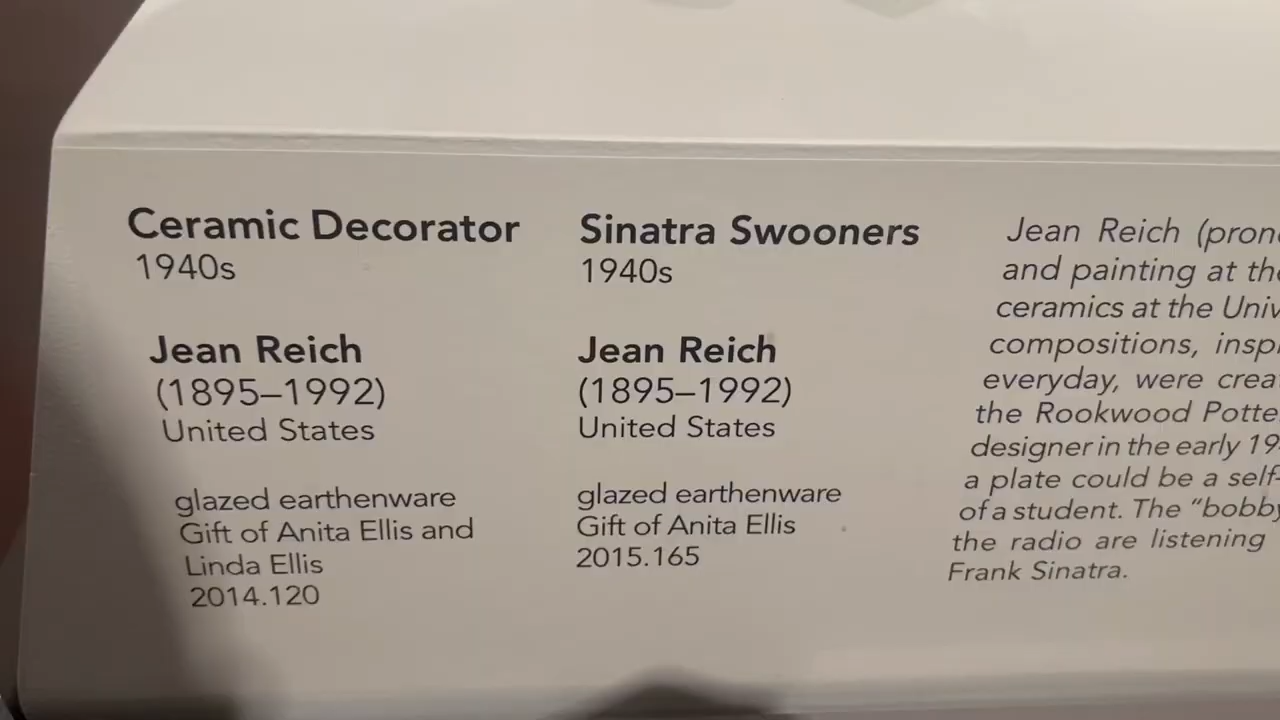 Ceramic Decorator
1940s
Jean Reich
(1895–1992)
United States
glazed earthenware
Gift of Anita Ellis and
Linda Ellis
2014.120
Sinatra Swooners
1940s
Jean Reich
(1895–1992)
United States
glazed earthenware
Gift of Anita Ellis
2015.165
Jean Reich
and painting at
ceramics at the
compositions,
everyday, were
the Rookwood
designer in the early
a plate could be a
of a student. The
the radio are listening
Frank Sinatra.